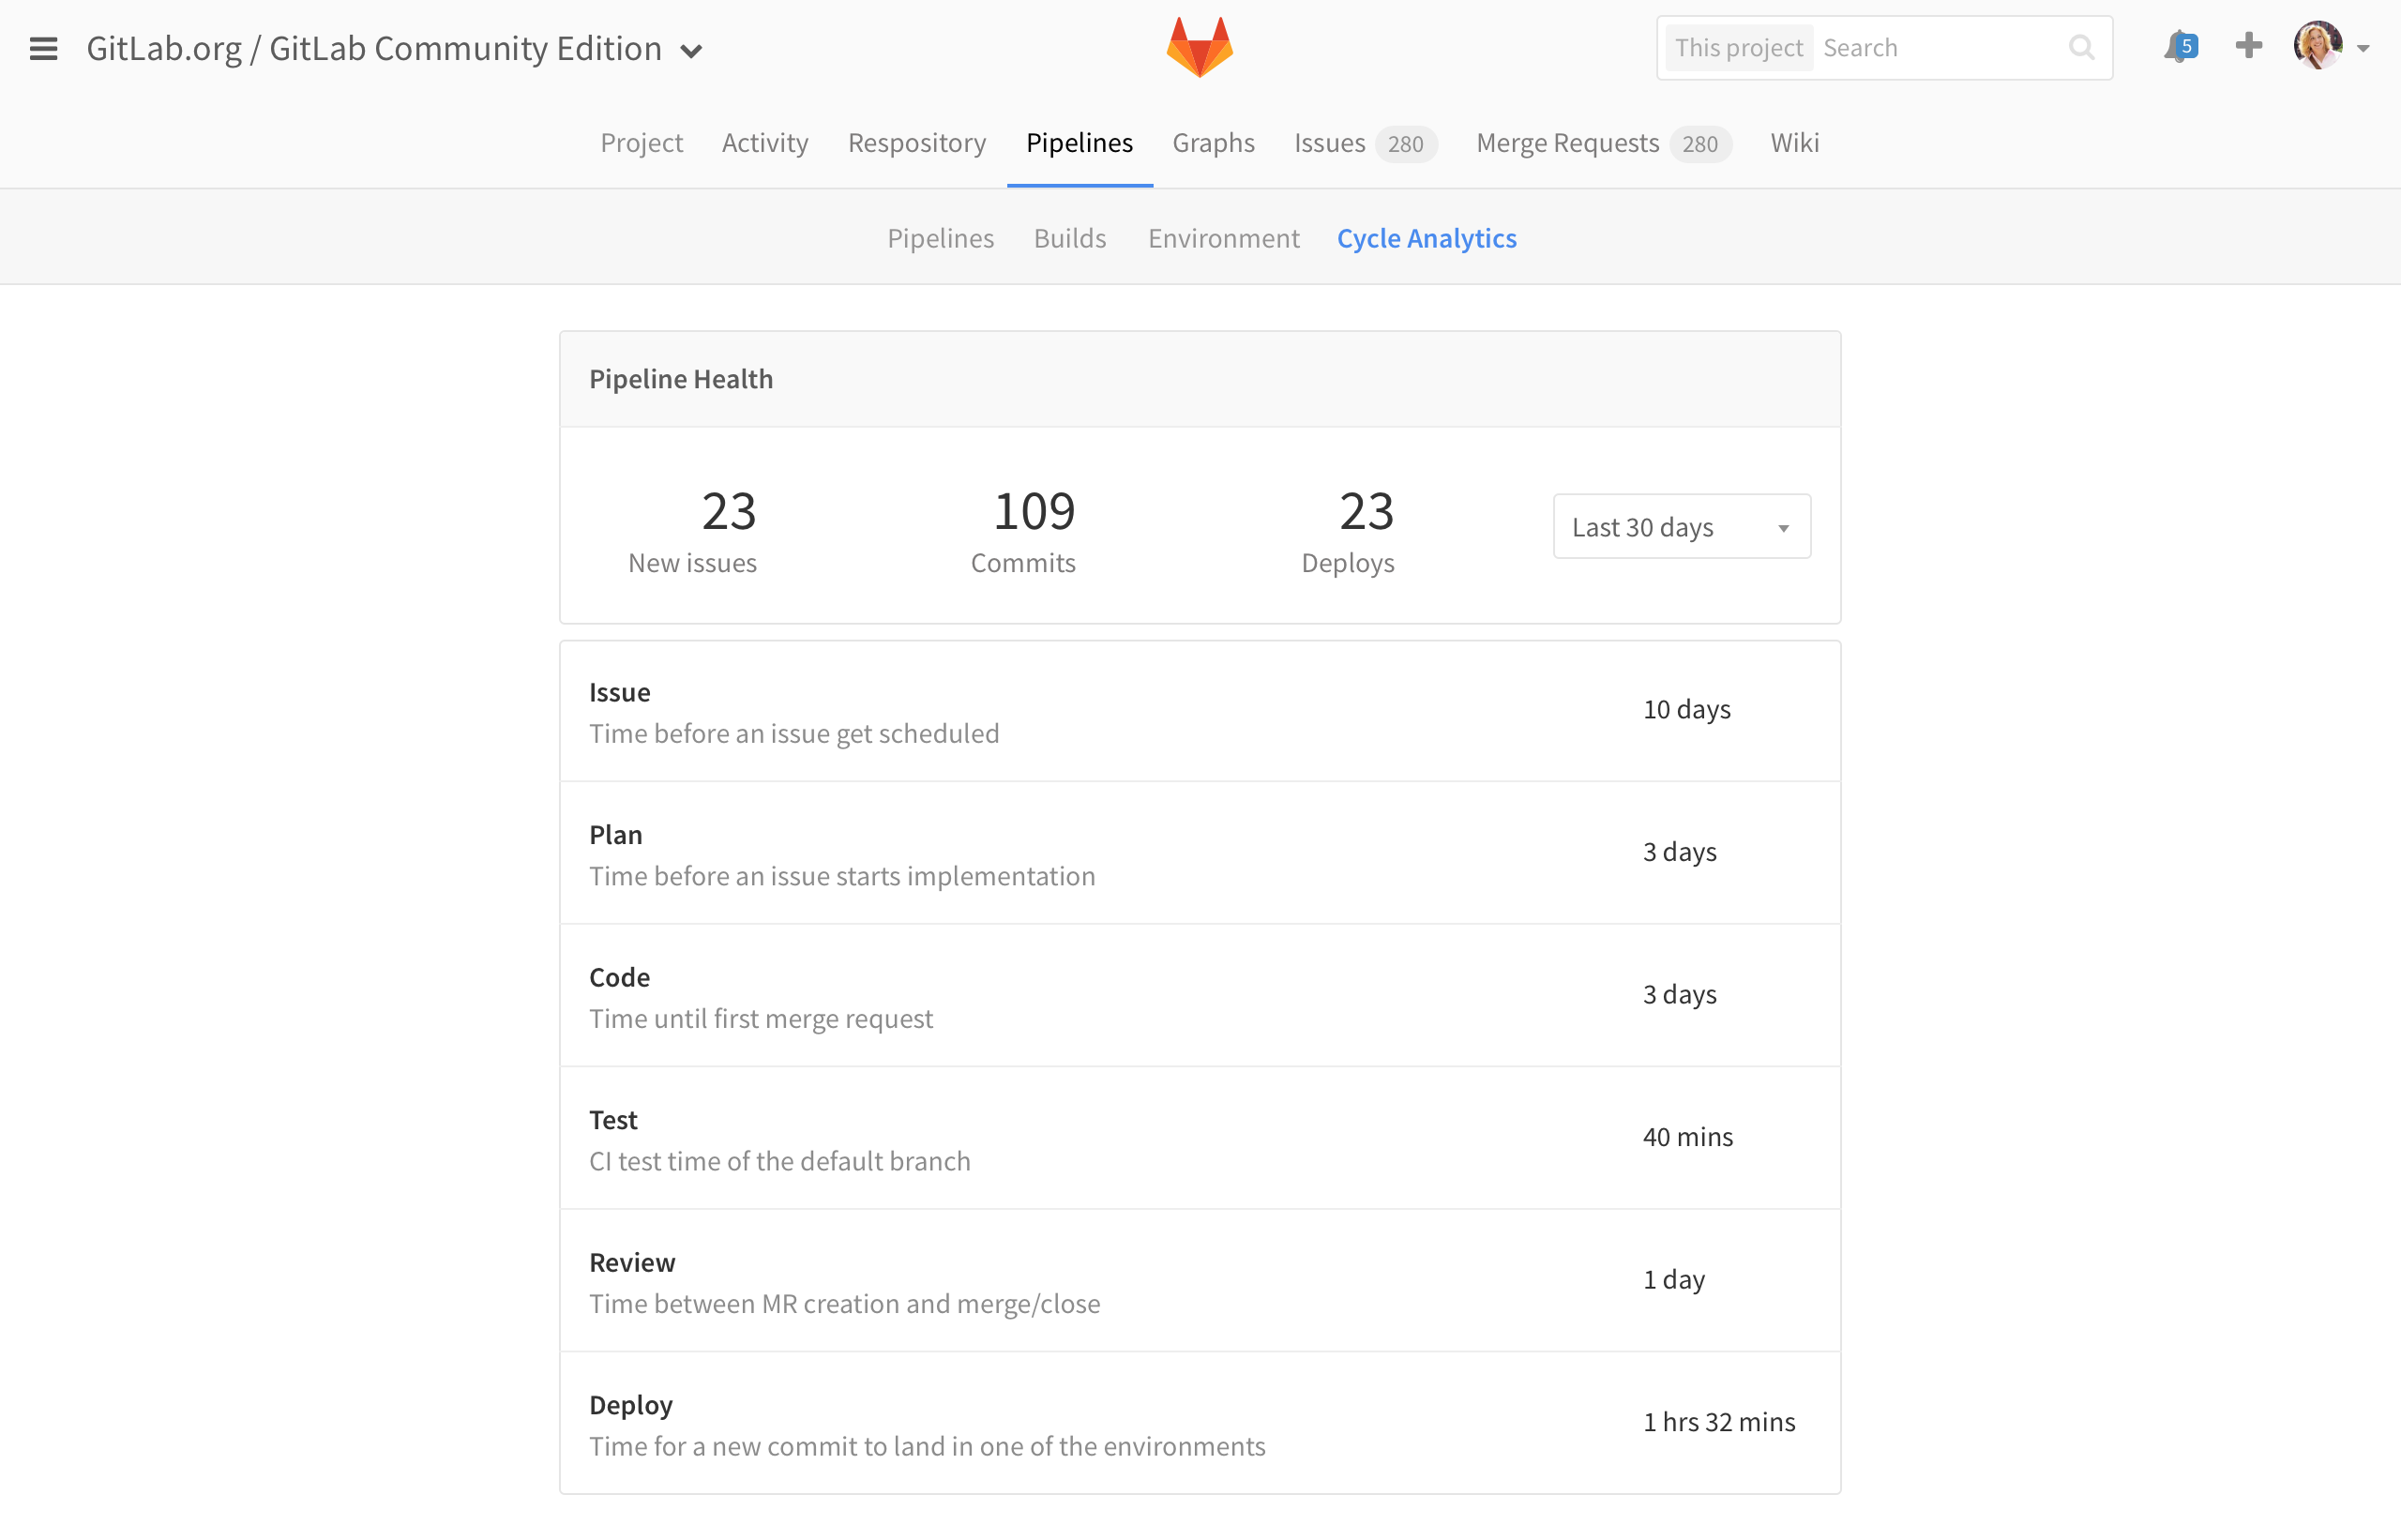 GitLab.org / GitLab Community Edition
This project Search
5
Project Activity Respository Pipelines Graphs Issues 280 Merge Requests 280 Wiki
Pipelines Builds Environment Cycle Analytics
Pipeline Health
23 109 23
New issues Commits Deploys
Last 30 days
Issue
Time before an issue get scheduled
10 days
Plan
Time before an issue starts implementation
3 days
Code
Time until first merge request
3 days
Test
CI test time of the default branch
40 mins
Review
Time between MR creation and merge/close
1 day
Deploy
Time for a new commit to land in one of the environments
1 hrs 32 mins